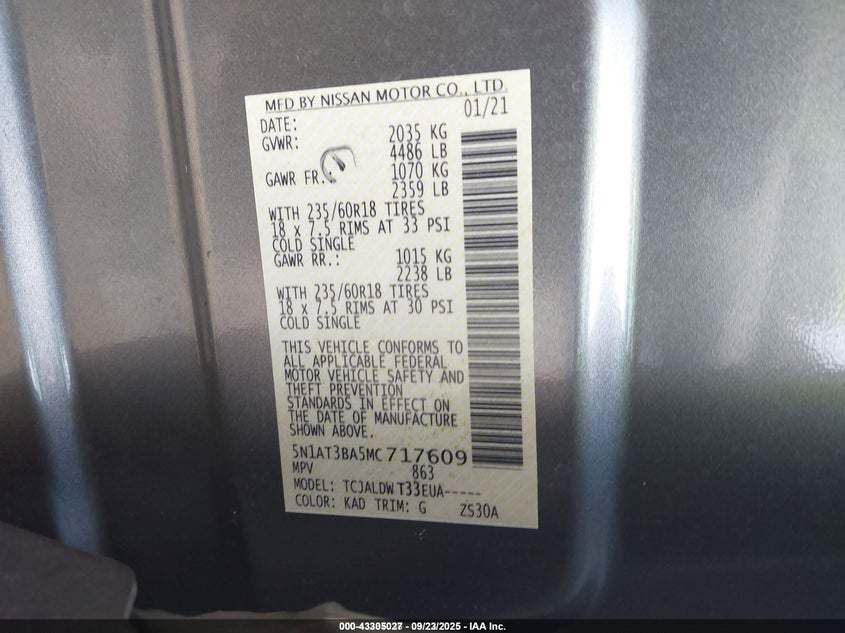 MFD BY NISSAN MOTOR CO., LTD.
DATE: 01/21
GVWR: 2035 KG
4486 LB
GAWR FR.: 1070 KG
2359 LB
WITH 235/60R18 TIRES
18 x 7.5 RIMS AT 33 PSI
COLD SINGLE
GAWR RR.: 1015 KG
2238 LB
WITH 235/60R18 TIRES
18 x 7.5 RIMS AT 30 PSI
COLD SINGLE
THIS VEHICLE CONFORMS TO
ALL APPLICABLE FEDERAL
MOTOR VEHICLE SAFETY AND
THEFT PREVENTION
STANDARDS IN EFFECT ON
THE DATE OF MANUFACTURE
SHOWN ABOVE.
5N1AT3BA5MC717609
MPV 863
MODEL: TCJALDWT33EUA-----
COLOR: KAD TRIM: G ZS30A
000-43305027 - 09/23/2025 - IAA Inc.